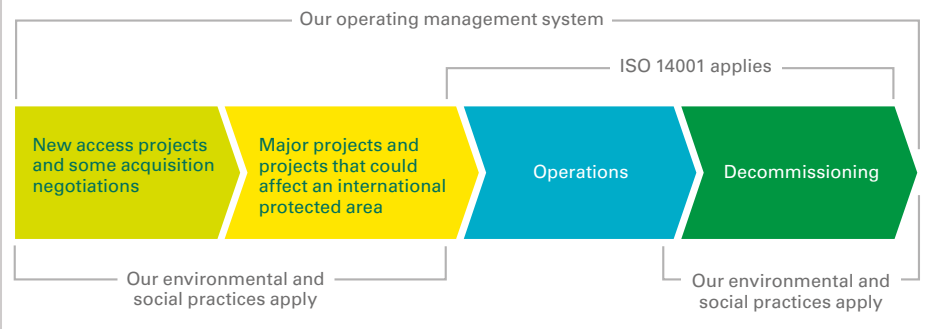 Our operating management system
ISO 14001 applies
New access projects
and some acquisition
negotiations
Major projects and
projects that could
affect an international
protected area
Operations
Decommissioning
Our environmental and
social practices apply
Our environmental and
social practices apply